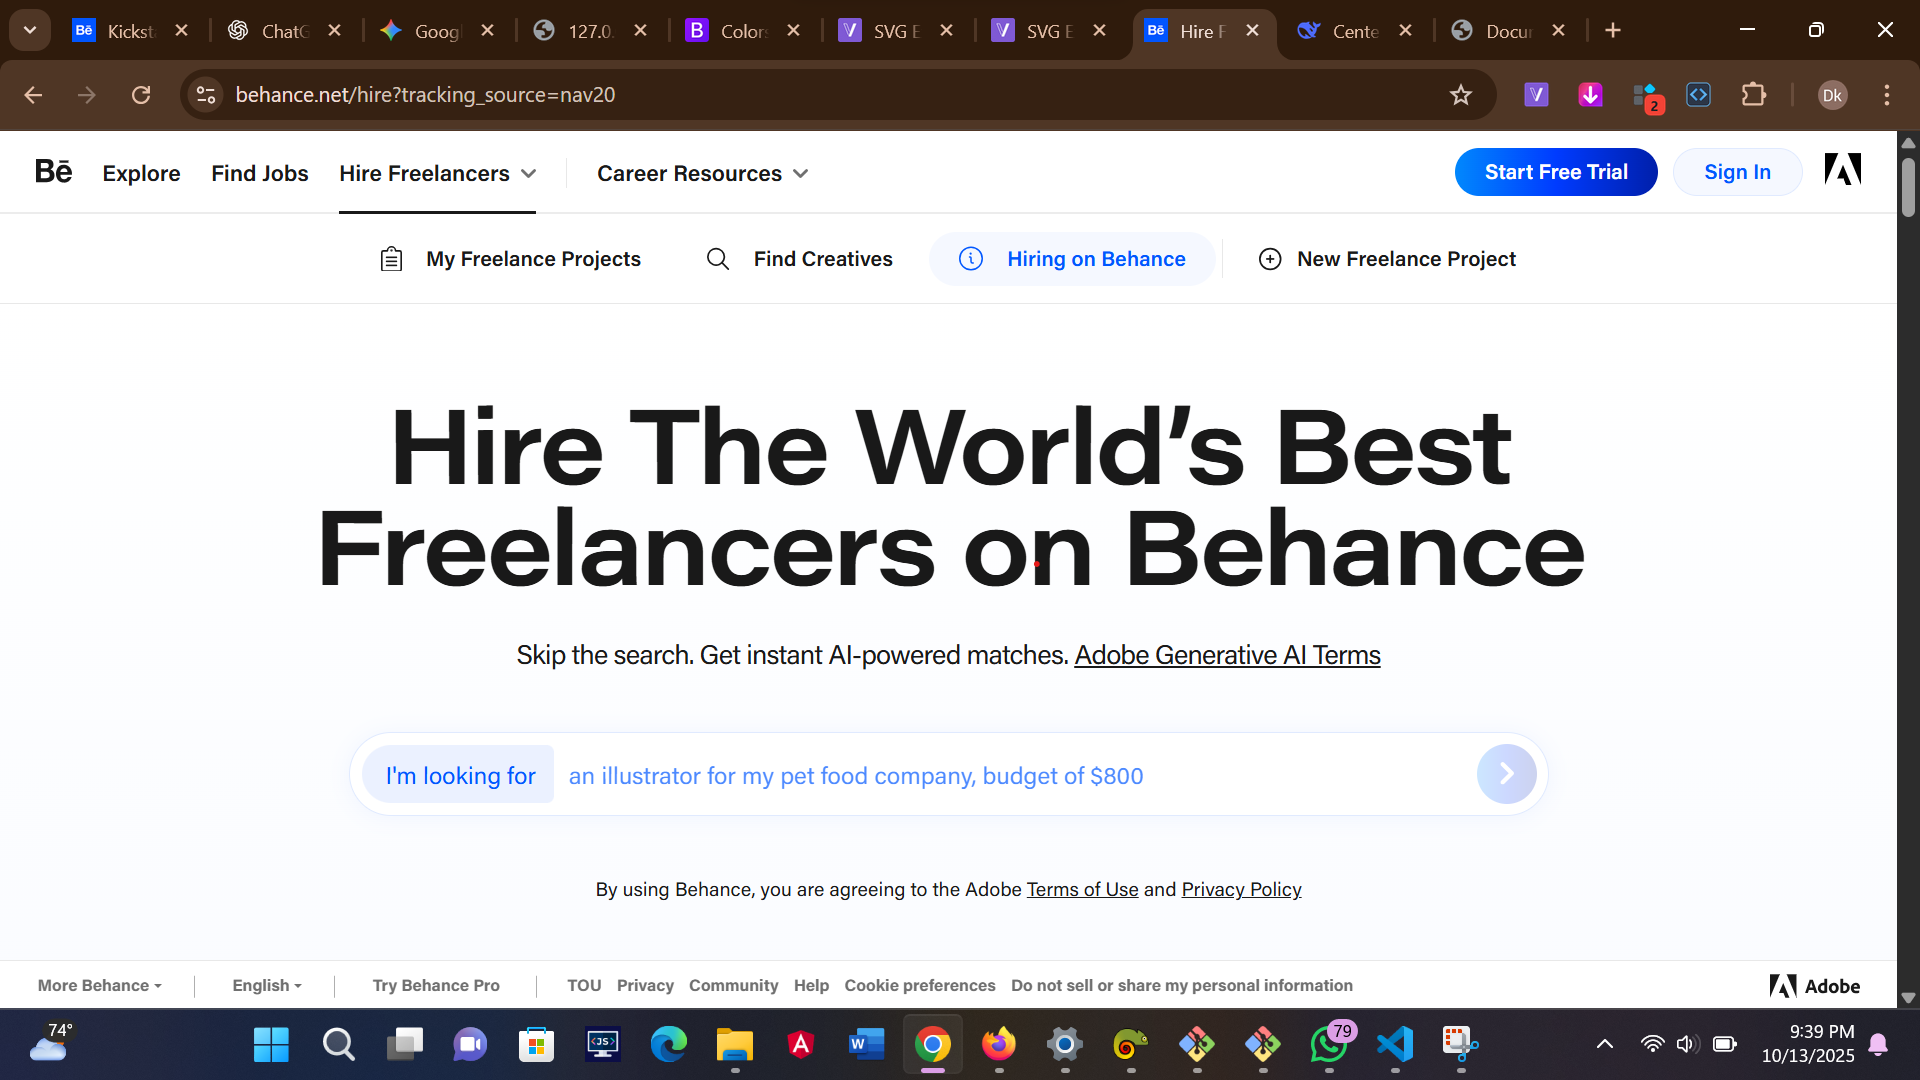 Bē Kickst
ChatG
Googl
127.0.
B Color
V SVG E
V SVG E
Bē Hire F
Cente
Docur
behance.net/hire?tracking_source=nav20
V
2
Dk
Bē Explore Find Jobs Hire Freelancers Career Resources Start Free Trial Sign In
My Freelance Projects Find Creatives Hiring on Behance New Freelance Project
Hire The World’s Best
Freelancers on Behance
Skip the search. Get instant AI-powered matches. Adobe Generative AI Terms
I'm looking for an illustrator for my pet food company, budget of $800
By using Behance, you are agreeing to the Adobe Terms of Use and Privacy Policy
More Behance English Try Behance Pro TOU Privacy Community Help Cookie preferences Do not sell or share my personal information Adobe
74°
<JS>
A
W
79
9:39 PM
10/13/2025